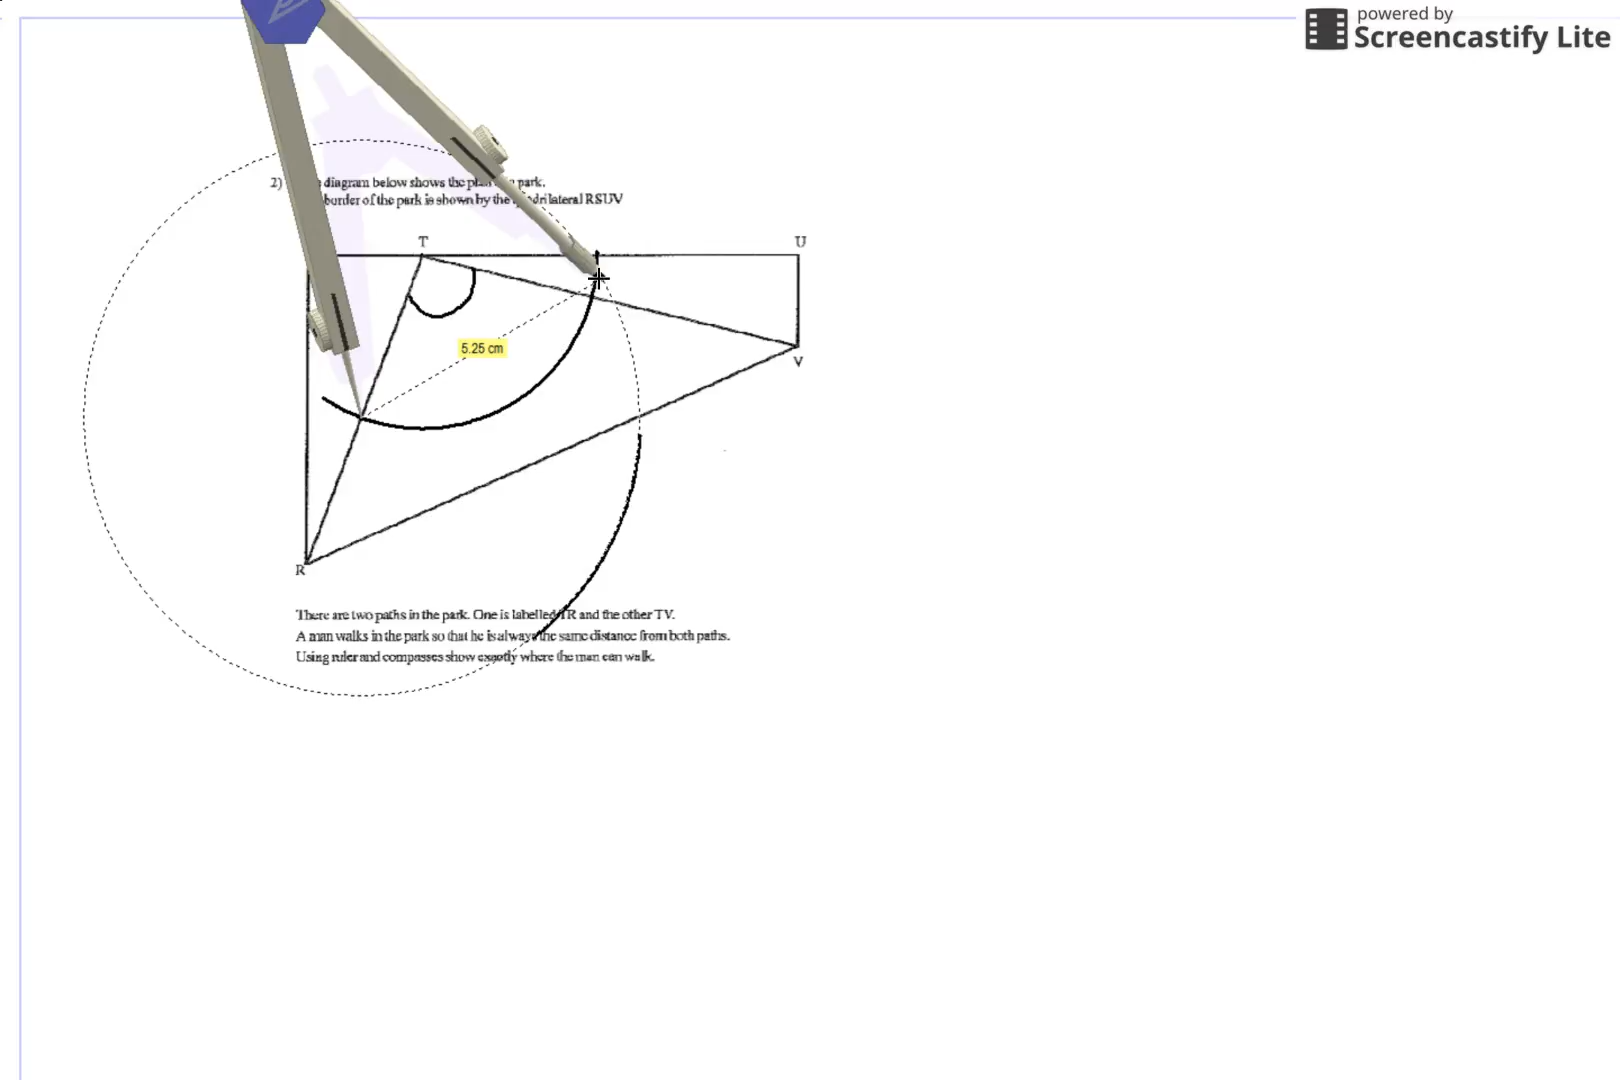 powered by
Screencastify Lite
2) diagram below shows the park.
border of the park is shown by the RSUV
T
U
5.25 cm
V
R
There are two paths in the park. One is labelled TR and the other TV.
A man walks in the park so that he is always the same distance from both paths.
Using ruler and compasses show exactly where the man can walk.